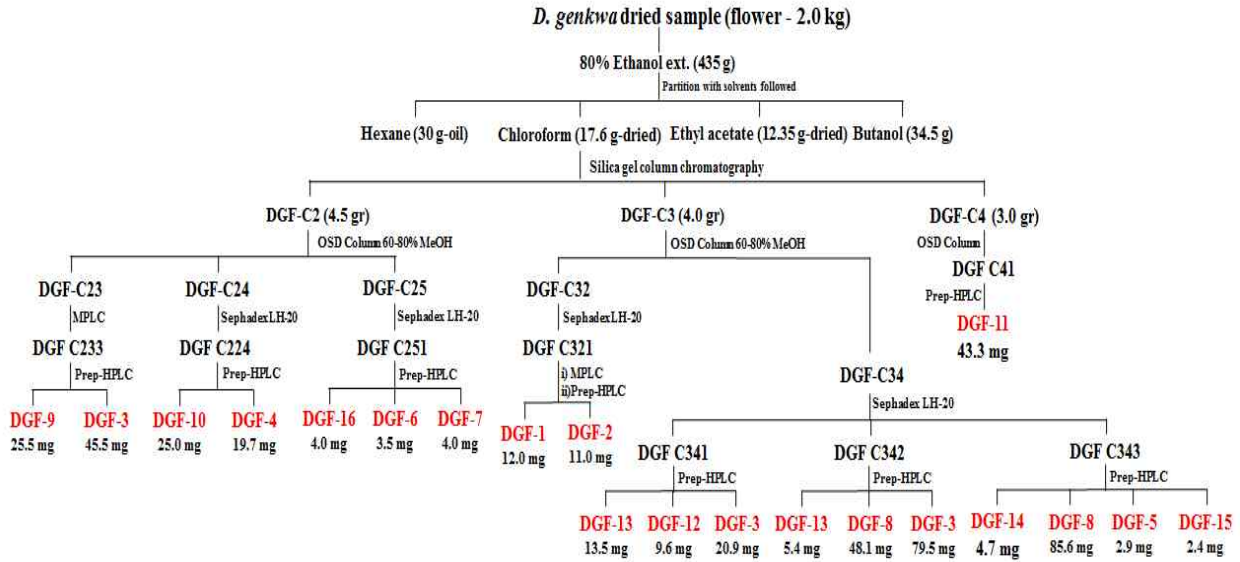 D. genkwa dried sample (flower - 2.0 kg)
80% Ethanol ext. (435 g)
Partition with solvents followed
Hexane (30 g-oil) Chloroform (17.6 g-dried) Ethyl acetate (12.35 g-dried) Butanol (34.5 g)
Silica gel column chromatography
DGF-C2 (4.5 gr) DGF-C3 (4.0 gr) DGF-C4 (3.0 gr)
OSD Column 60-80% MeOH OSD Column 60-80% MeOH OSD Column
DGF C41
Prep-HPLC
DGF-11
43.3 mg
DGF-C23 DGF-C24 DGF-C25 DGF-C32
MPLC Sephadex LH-20 Sephadex LH-20 Sephadex LH-20
DGF C233 DGF C224 DGF C251 DGF C321
Prep-HPLC Prep-HPLC Prep-HPLC i) MPLC
ii)Prep-HPLC
DGF-C34
Sephadex LH-20
DGF-9 DGF-3 DGF-10 DGF-4 DGF-16 DGF-6 DGF-7 DGF-1 DGF-2
25.5 mg 45.5 mg 25.0 mg 19.7 mg 4.0 mg 3.5 mg 4.0 mg 12.0 mg 11.0 mg
DGF C341 DGF C342 DGF C343
Prep-HPLC Prep-HPLC Prep-HPLC
DGF-13 DGF-12 DGF-3 DGF-13 DGF-8 DGF-3 DGF-14 DGF-8 DGF-5 DGF-15
13.5 mg 9.6 mg 20.9 mg 5.4 mg 48.1 mg 79.5 mg 4.7 mg 85.6 mg 2.9 mg 2.4 mg